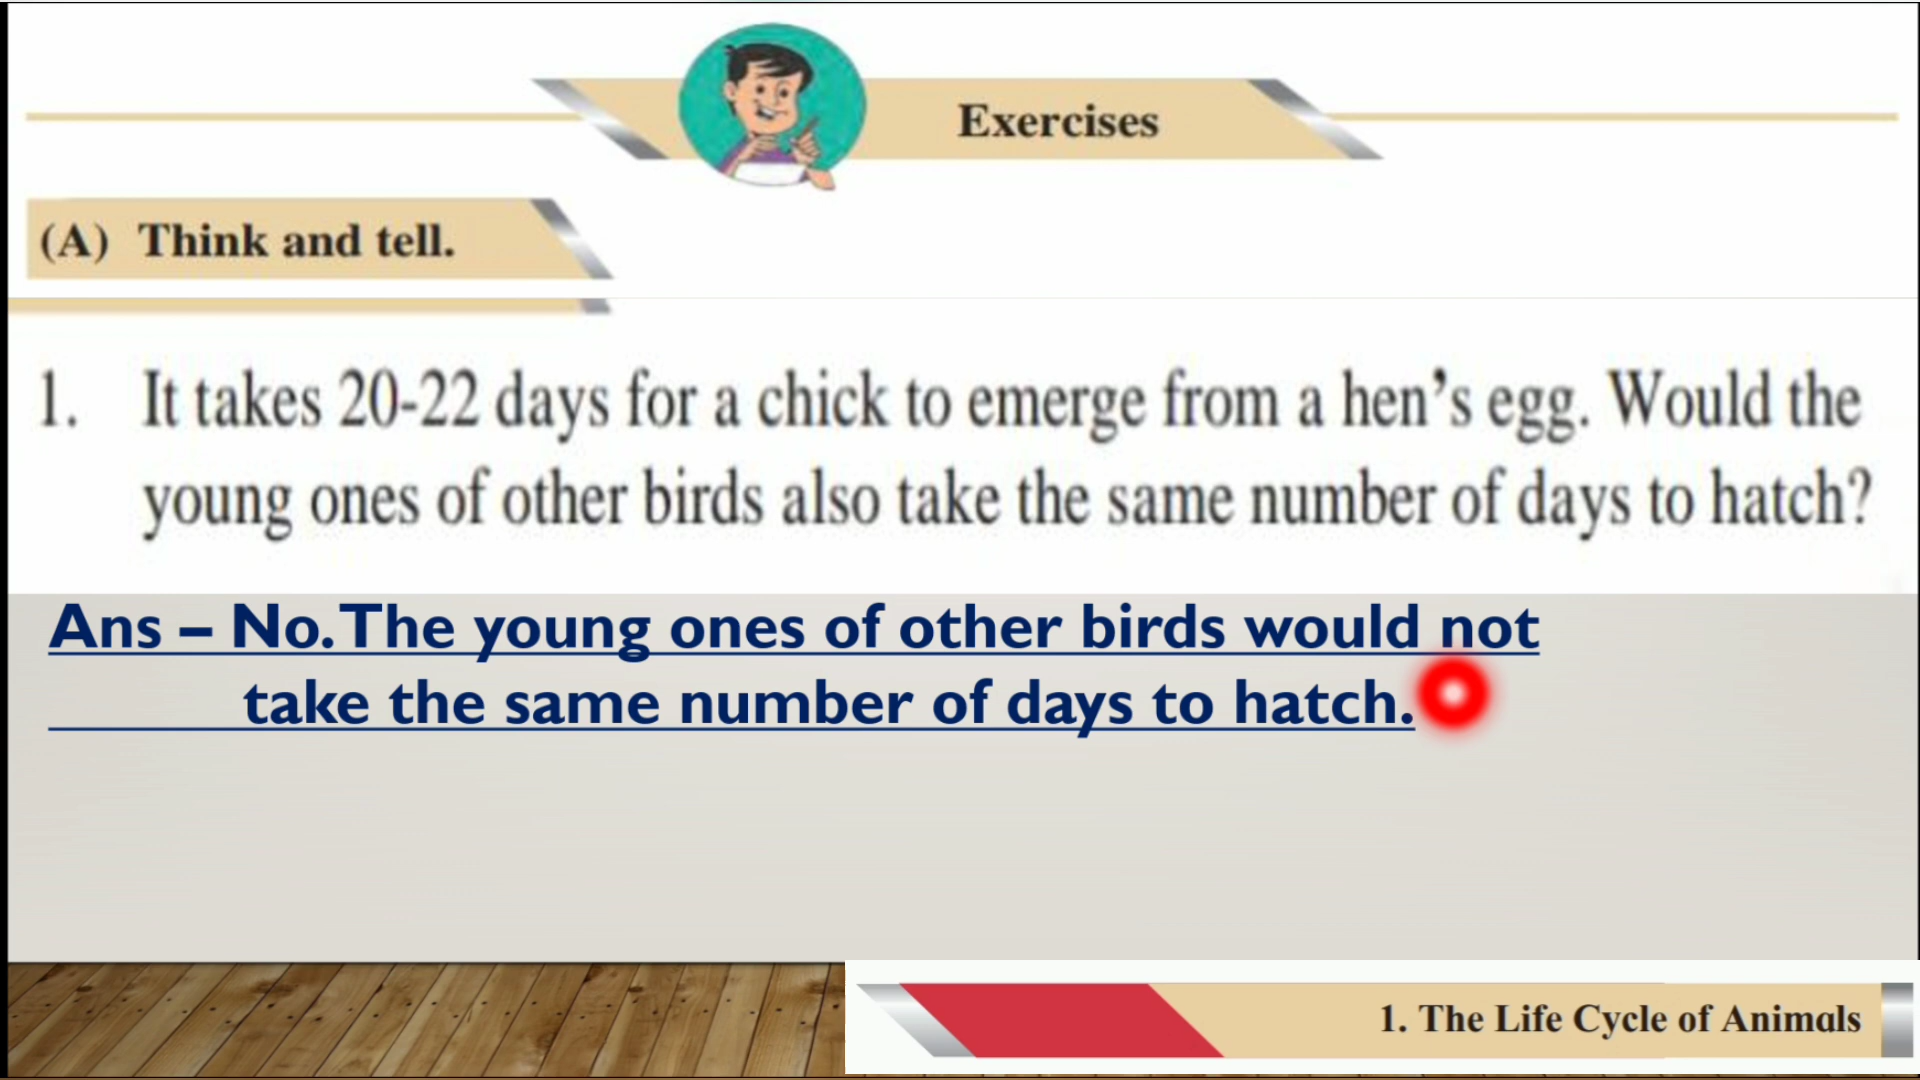 Exercises
(A) Think and tell.
1. It takes 20-22 days for a chick to emerge from a hen’s egg. Would the
young ones of other birds also take the same number of days to hatch?
Ans – No. The young ones of other birds would not
take the same number of days to hatch.
1. The Life Cycle of Animals